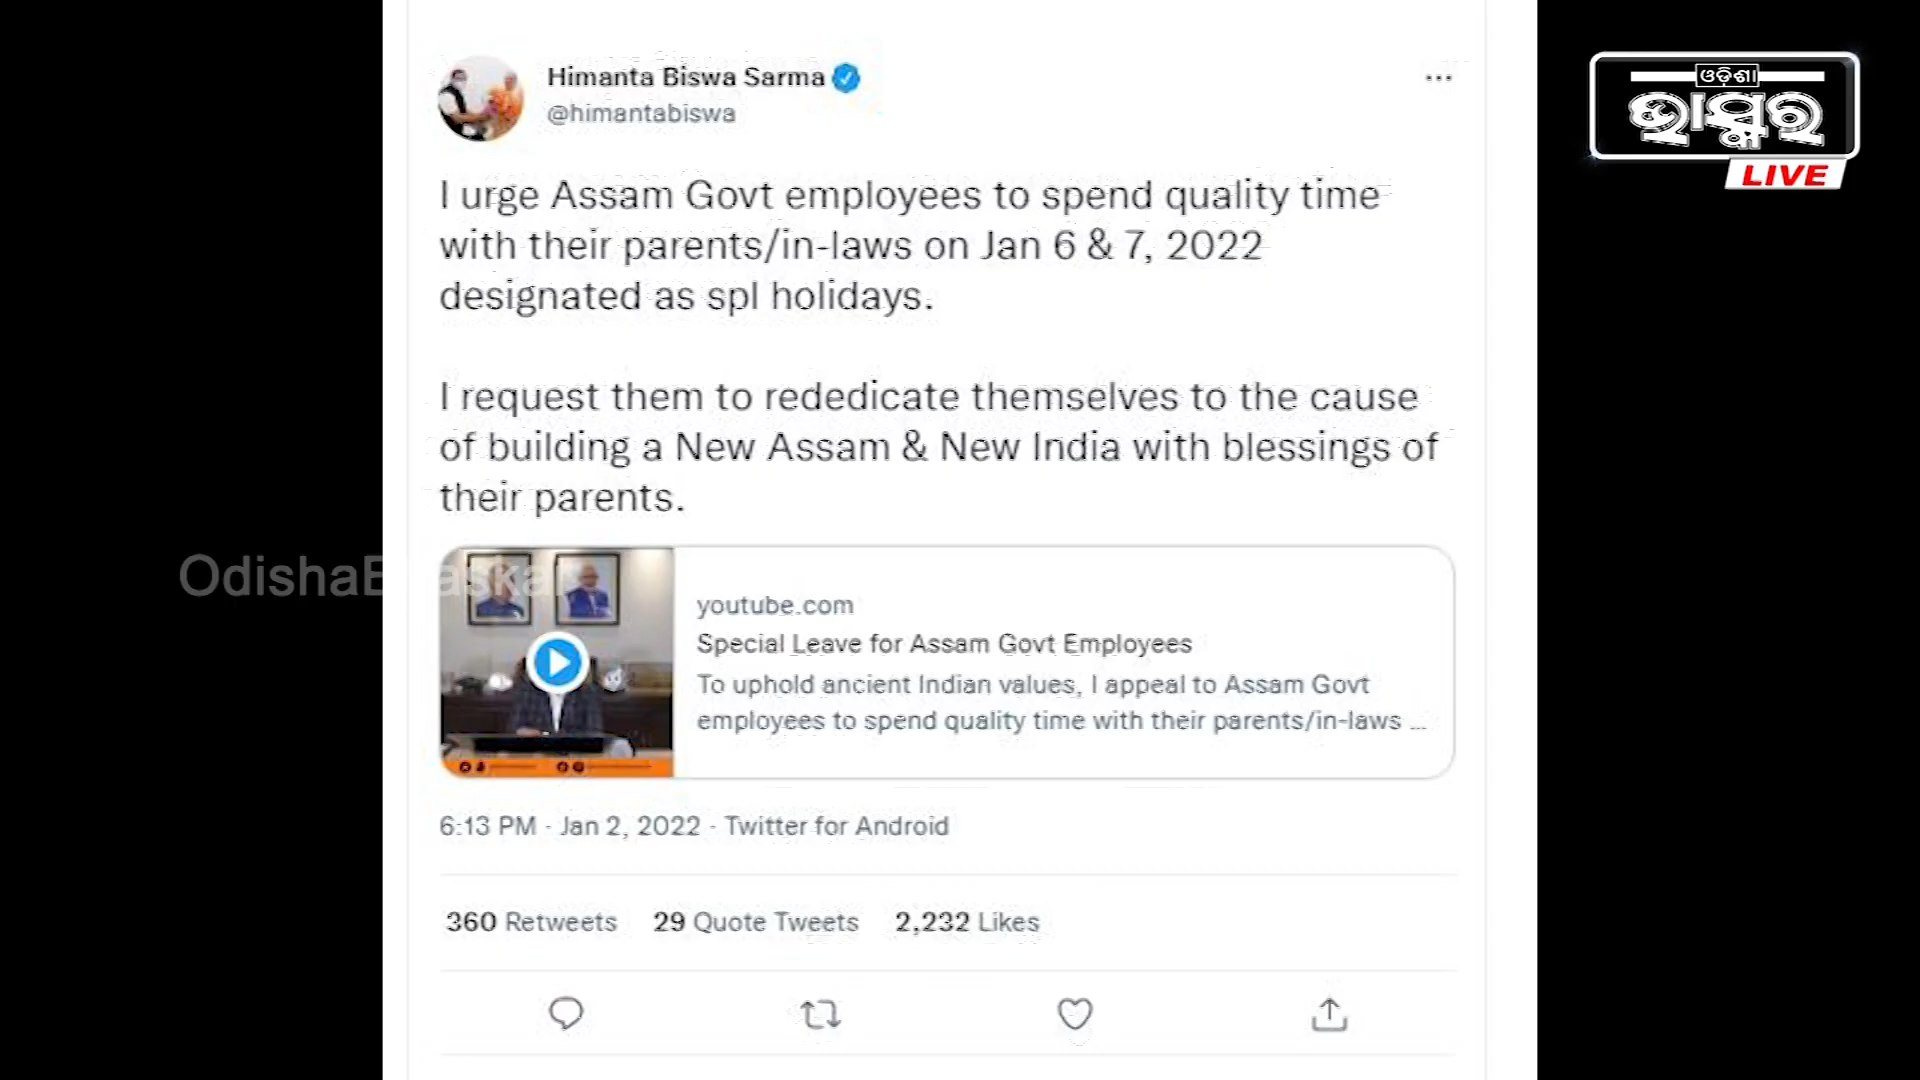 Himanta Biswa Sarma
@himantabiswa
ଓଡ଼ିଶା
ଭାସ୍କର
LIVE
I urge Assam Govt employees to spend quality time
with their parents/in-laws on Jan 6 & 7, 2022
designated as spl holidays.
I request them to rededicate themselves to the cause
of building a New Assam & New India with blessings of
their parents.
youtube.com
Special Leave for Assam Govt Employees
To uphold ancient Indian values, I appeal to Assam Govt
employees to spend quality time with their parents/in-laws ...
6:13 PM · Jan 2, 2022 · Twitter for Android
360 Retweets 29 Quote Tweets 2,232 Likes